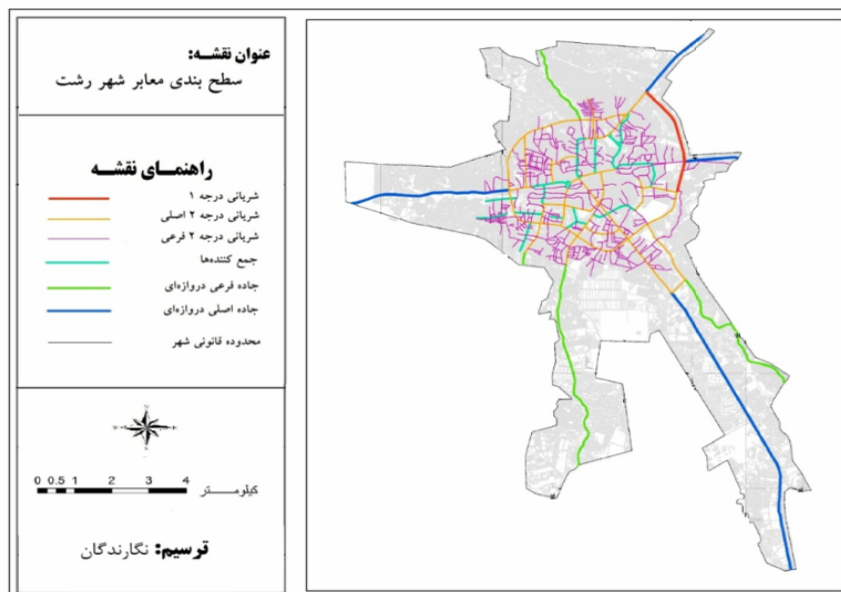 عنوان نقشه:
سطح بندی معابر شهر رشت
راهنمای نقشه
شریانی درجه ۱
شریانی درجه ۲ اصلی
شریانی درجه ۲ فرعی
جمع کننده‌ها
جاده فرعی دروازه‌ای
جاده اصلی دروازه‌ای
محدوده قانونی شهر
0 0.5 1 2 3 4
کیلومتر
ترسیم: نگارندگان